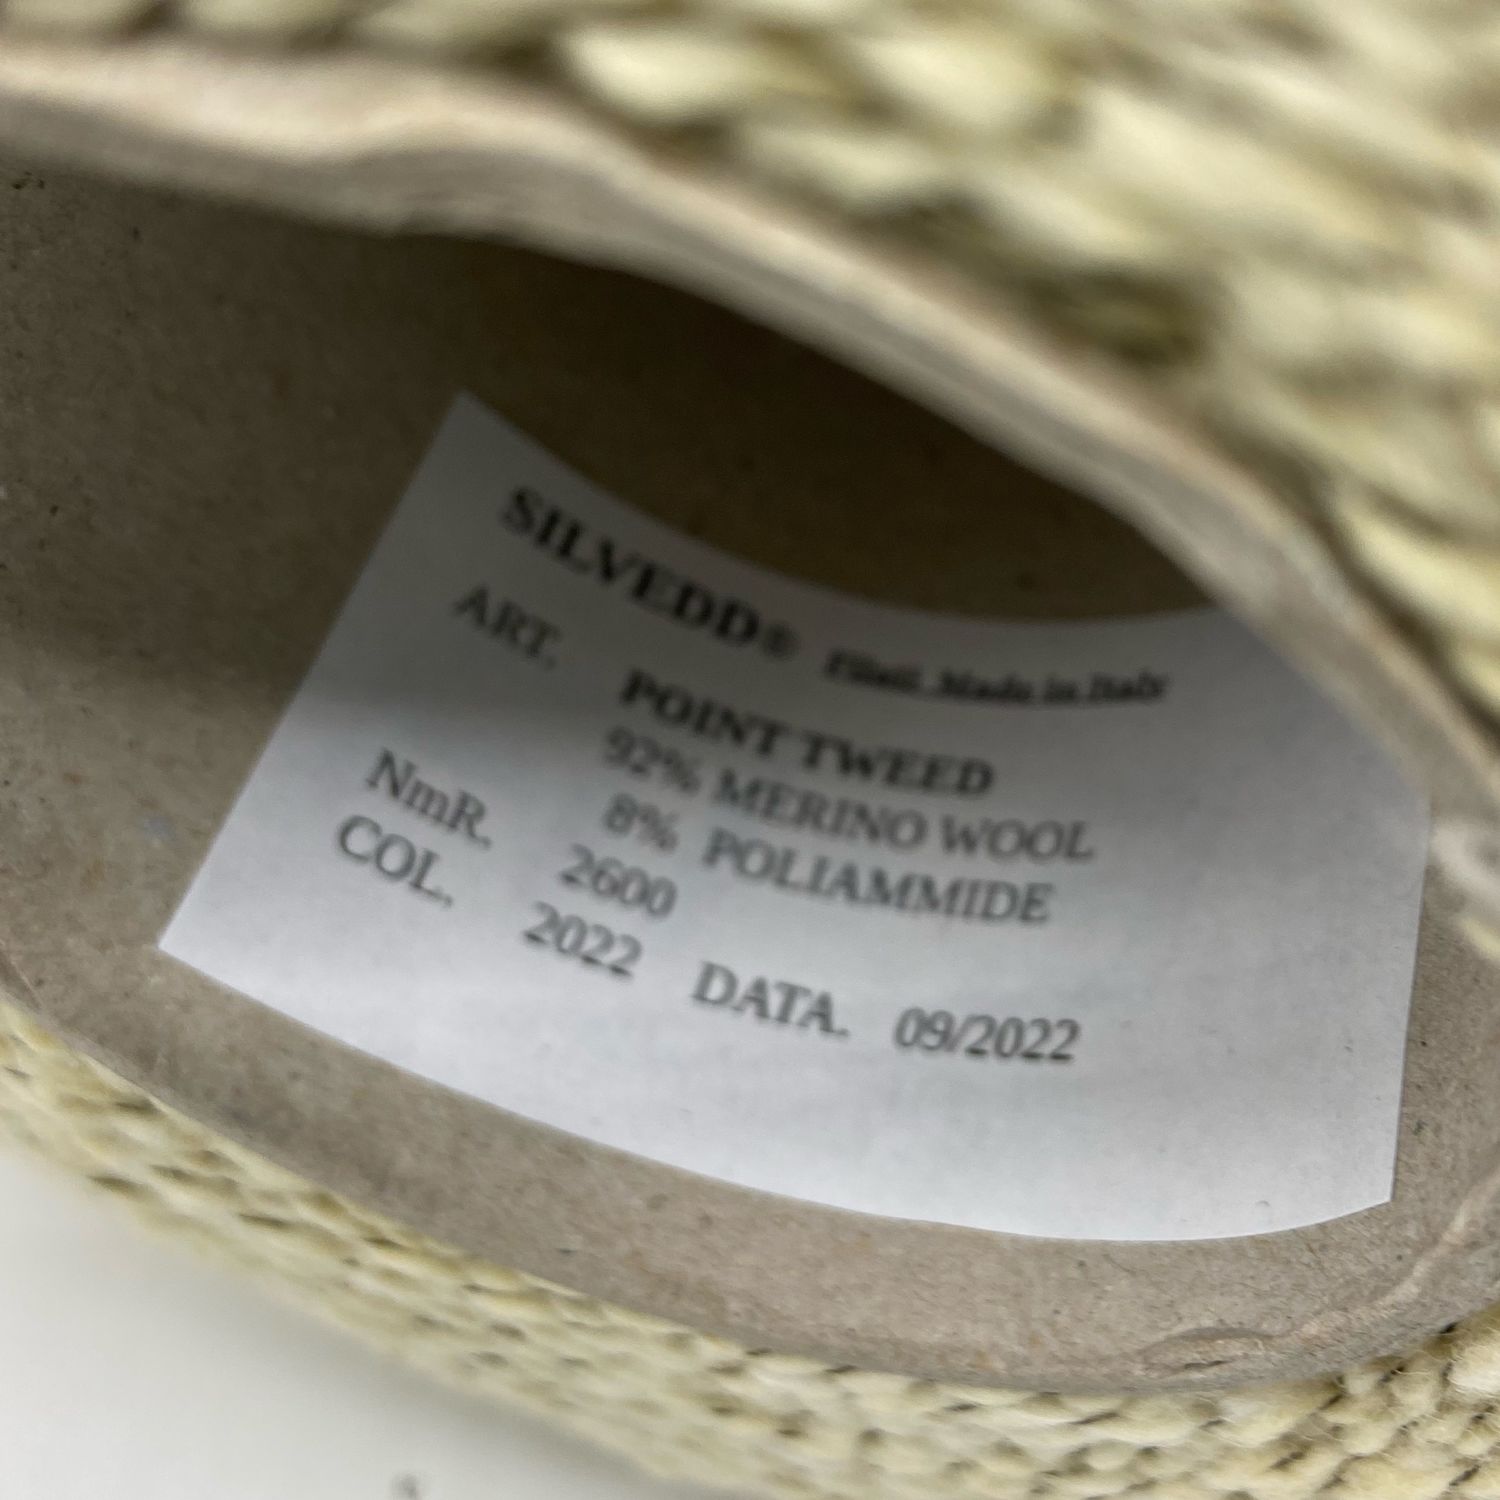 SILVEDD® Filati Made in Italy
ART. POINT TWEED
92% MERINO WOOL
8% POLIAMMIDE
NmR. 2600
COL. 2022 DATA. 09/2022